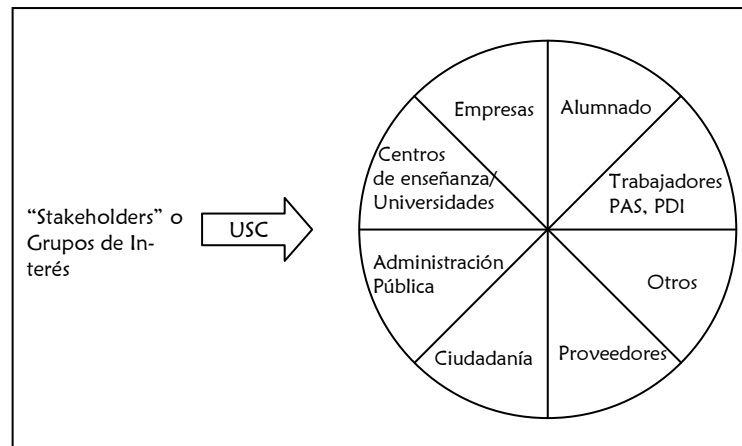 “Stakeholders” o
Grupos de In-
terés
USC
Empresas
Alumnado
Centros
de enseñanza/
Universidades
Trabajadores
PAS, PDI
Administración
Pública
Otros
Ciudadanía
Proveedores